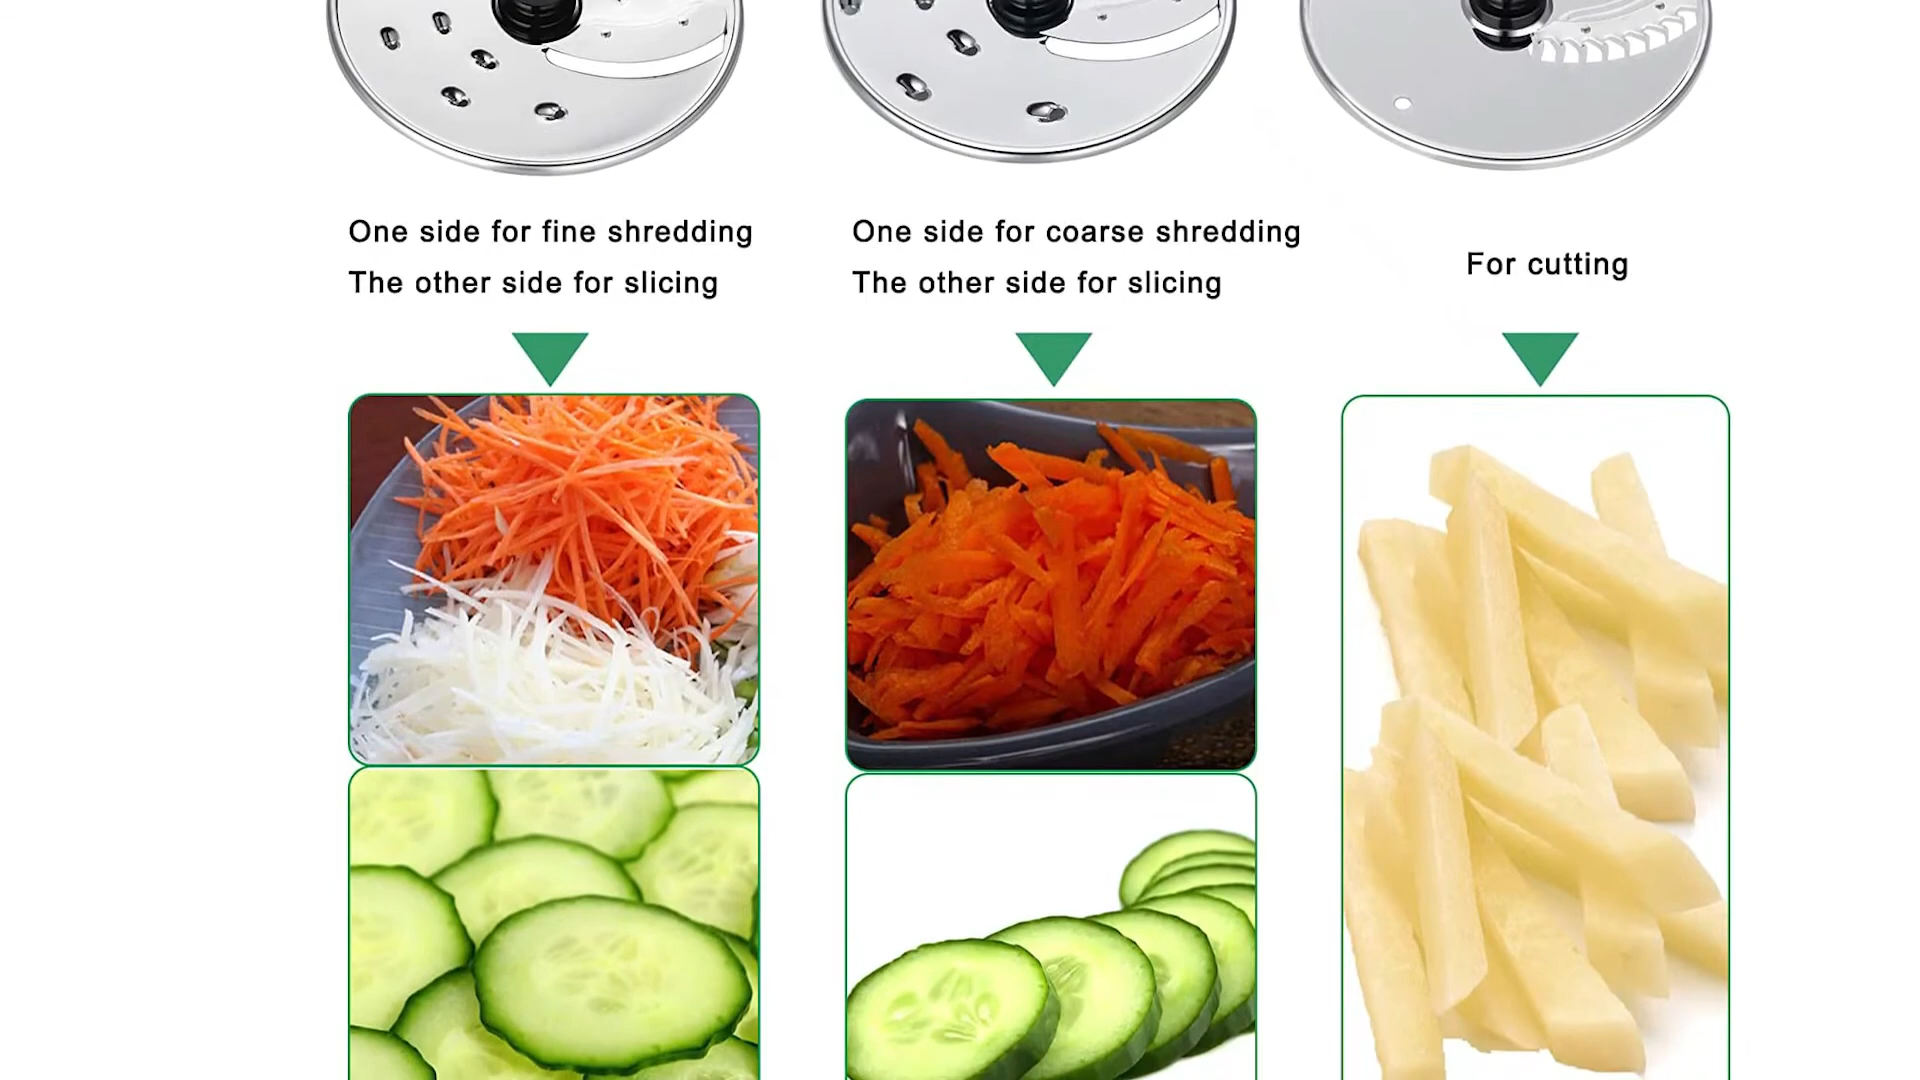 One side for fine shredding
The other side for slicing
One side for coarse shredding
The other side for slicing
For cutting